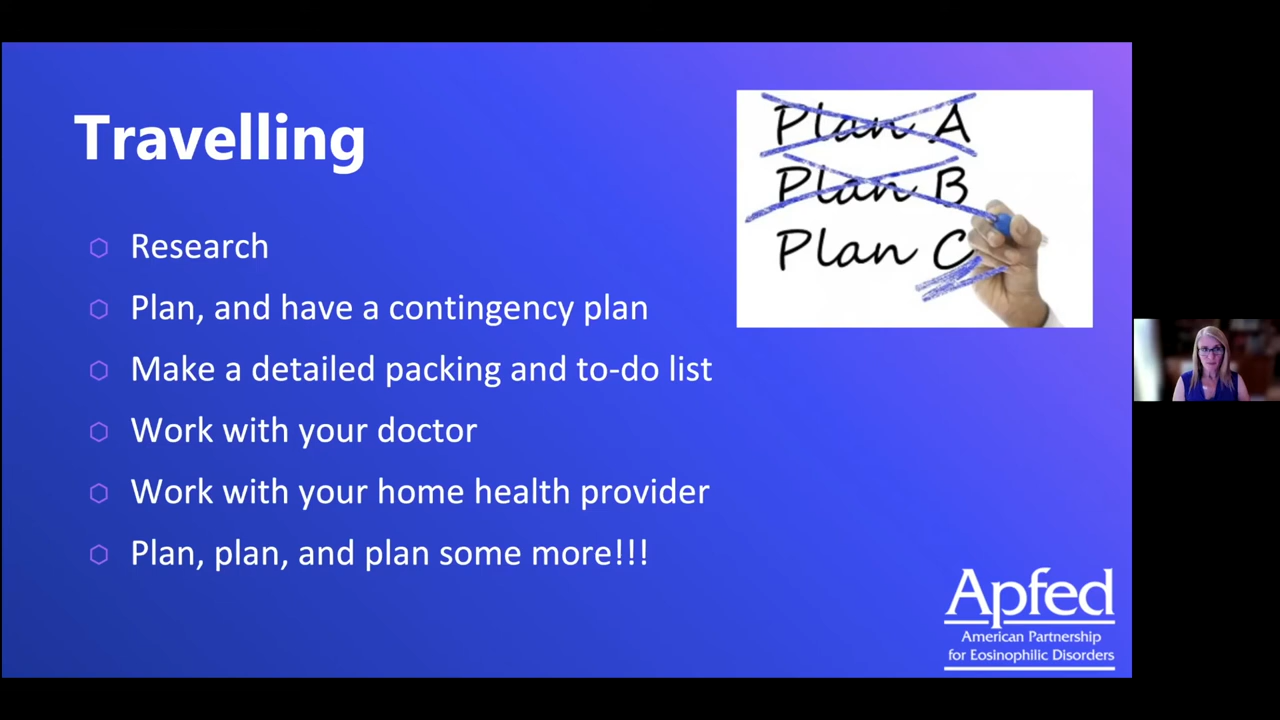 Travelling
Research
Plan, and have a contingency plan
Make a detailed packing and to-do list
Work with your doctor
Work with your home health provider
Plan, plan, and plan some more!!!
Plan A
Plan B
Plan C
Apfed
American Partnership
for Eosinophilic Disorders